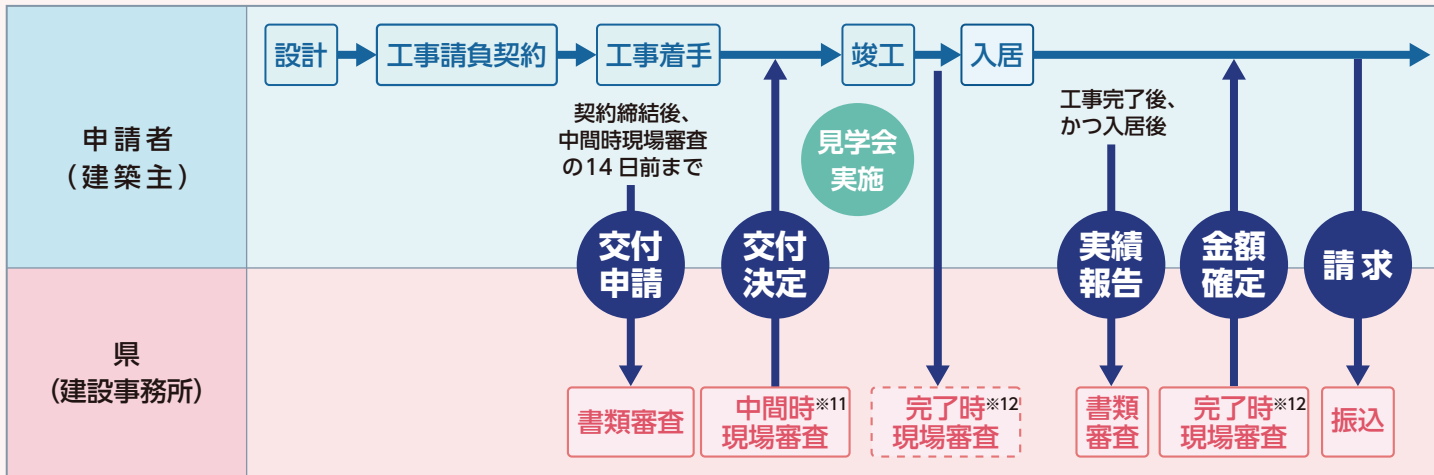 設計
工事請負契約
工事着手
竣工
入居
申請者
（建築主）
契約締結後、
中間時現場審査
の14日前まで
見学会
実施
工事完了後、
かつ入居後
交付
申請
交付
決定
実績
報告
金額
確定
請求
県
（建設事務所）
書類審査
中間時※11
現場審査
完了時※12
現場審査
書類
審査
完了時※12
現場審査
振込